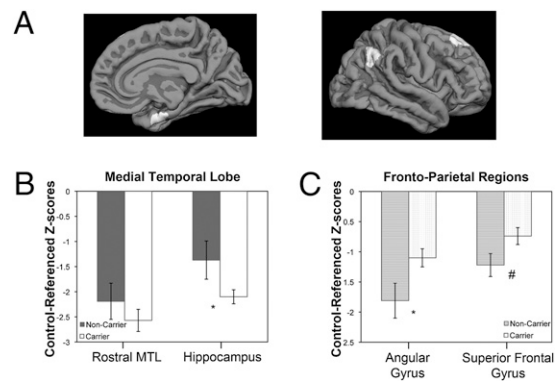 A
B
Medial Temporal Lobe
Control-Referenced Z-scores
0
-.5
-1
-1.5
-2
-2.5
-3
Non-Carrier
Carrier
*
Rostral MTL
Hippocampus
C
Fronto-Parietal Regions
Control-Referenced Z-scores
0
-.5
-1
-1.5
-2
2.5
Non-Carrier
Carrier
*
#
Angular
Gyrus
Superior Frontal
Gyrus